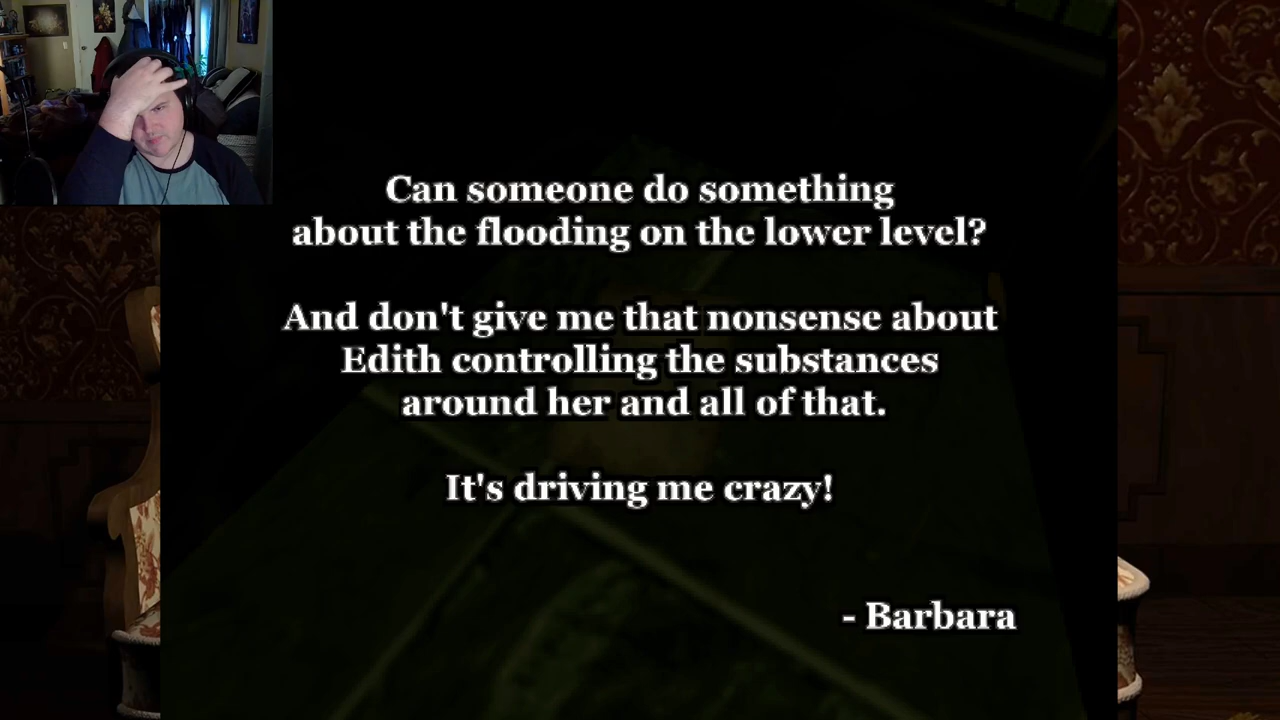 Can someone do something
about the flooding on the lower level?
And don't give me that nonsense about
Edith controlling the substances
around her and all of that.
It's driving me crazy!
- Barbara